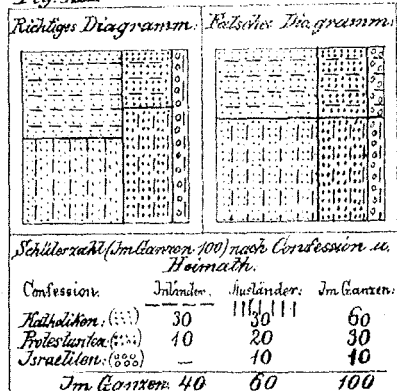 Richtiges Diagramm: Falsches Diagramm:
Schülerzahl (Im Ganzen 100) nach Confession u.
Heimath.
Confession. Inländer. Ausländer. Im Ganzen:
Katholiken: 30 30 60
Protestanten: 10 20 30
Israeliten: — 10 10
Im Ganzen: 40 60 100